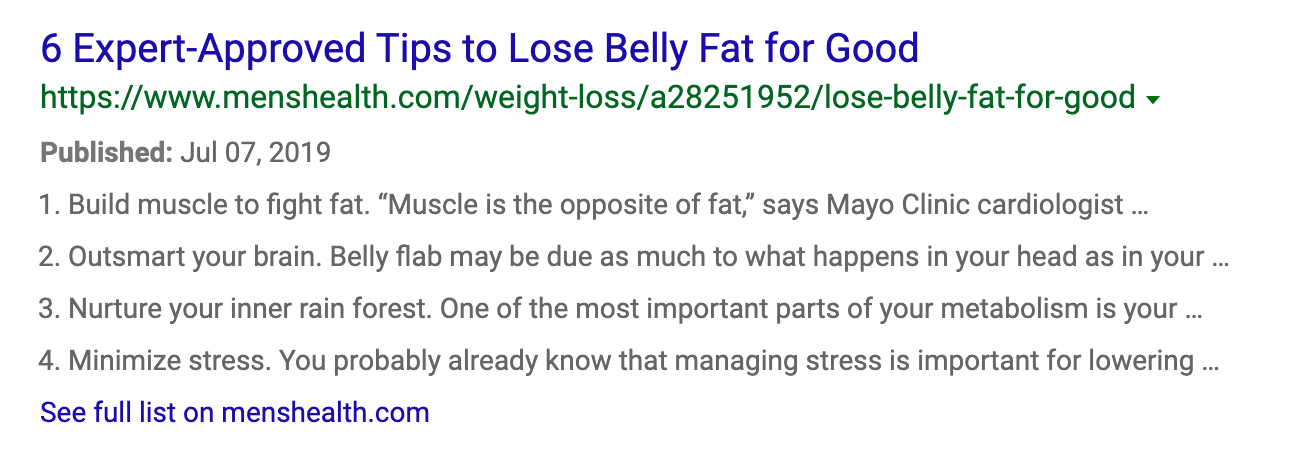 6 Expert-Approved Tips to Lose Belly Fat for Good
https://www.menshealth.com/weight-loss/a28251952/lose-belly-fat-for-good
Published: Jul 07, 2019
1. Build muscle to fight fat. “Muscle is the opposite of fat,” says Mayo Clinic cardiologist ...
2. Outsmart your brain. Belly flab may be due as much to what happens in your head as in your ...
3. Nurture your inner rain forest. One of the most important parts of your metabolism is your ...
4. Minimize stress. You probably already know that managing stress is important for lowering ...
See full list on menshealth.com